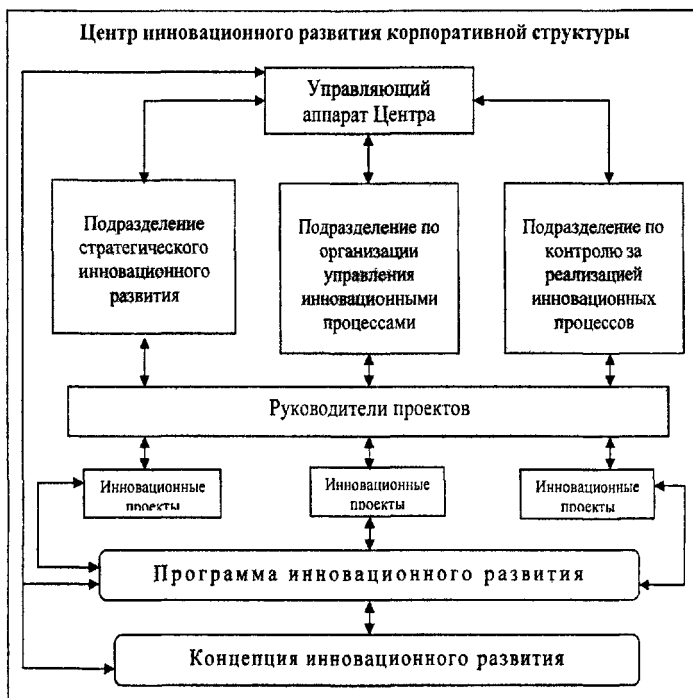 Центр инновационного развития корпоративной структуры
Управляющий
аппарат Центра
Подразделение
стратегического
инновационного
развития
Подразделение по
организации
управления
инновационными
процессами
Подразделение по
контролю за
реализацией
инновационных
процессов
Руководители проектов
Инновационные
проекты
Инновационные
проекты
Инновационные
проекты
Программа инновационного развития
Концепция инновационного развития